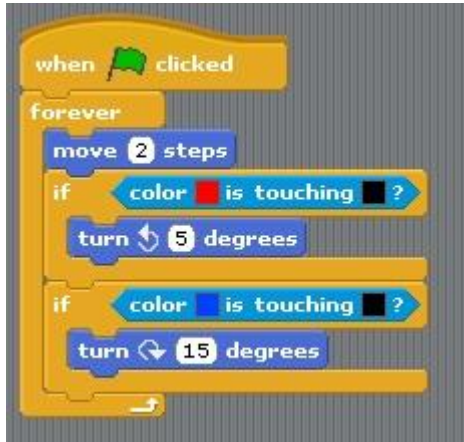 when clicked
forever
move 2 steps
if color is touching ?
turn 5 degrees
if color is touching ?
turn 15 degrees